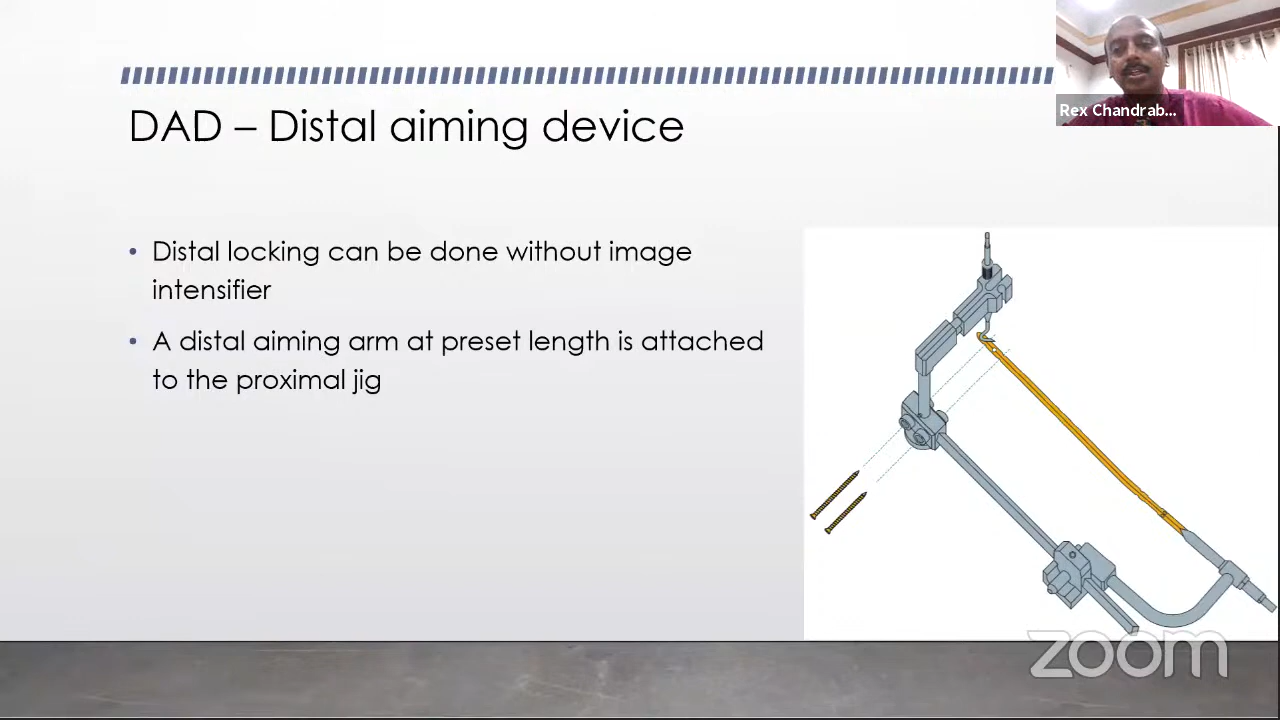 Rex Chandrab...
DAD – Distal aiming device
• Distal locking can be done without image
intensifier
• A distal aiming arm at preset length is attached
to the proximal jig
zoom